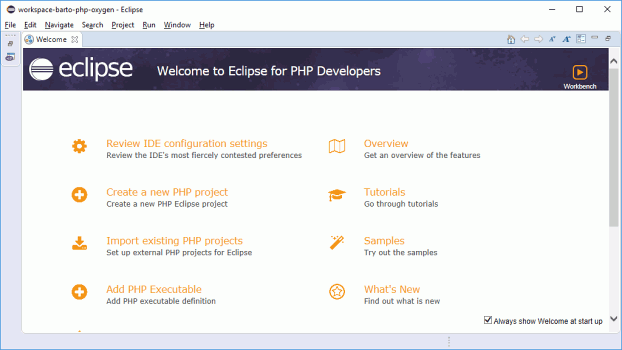 workspace-barto-php-oxygen - Eclipse
File Edit Navigate Search Project Run Window Help
Welcome
eclipse
Welcome to Eclipse for PHP Developers
Workbench
Review IDE configuration settings
Review the IDE's most fiercely contested preferences
Overview
Get an overview of the features
Create a new PHP project
Create a new PHP Eclipse project
Tutorials
Go through tutorials
Import existing PHP projects
Set up external PHP projects for Eclipse
Samples
Try out the samples
Add PHP Executable
Add PHP executable definition
What's New
Find out what is new
Always show Welcome at start up